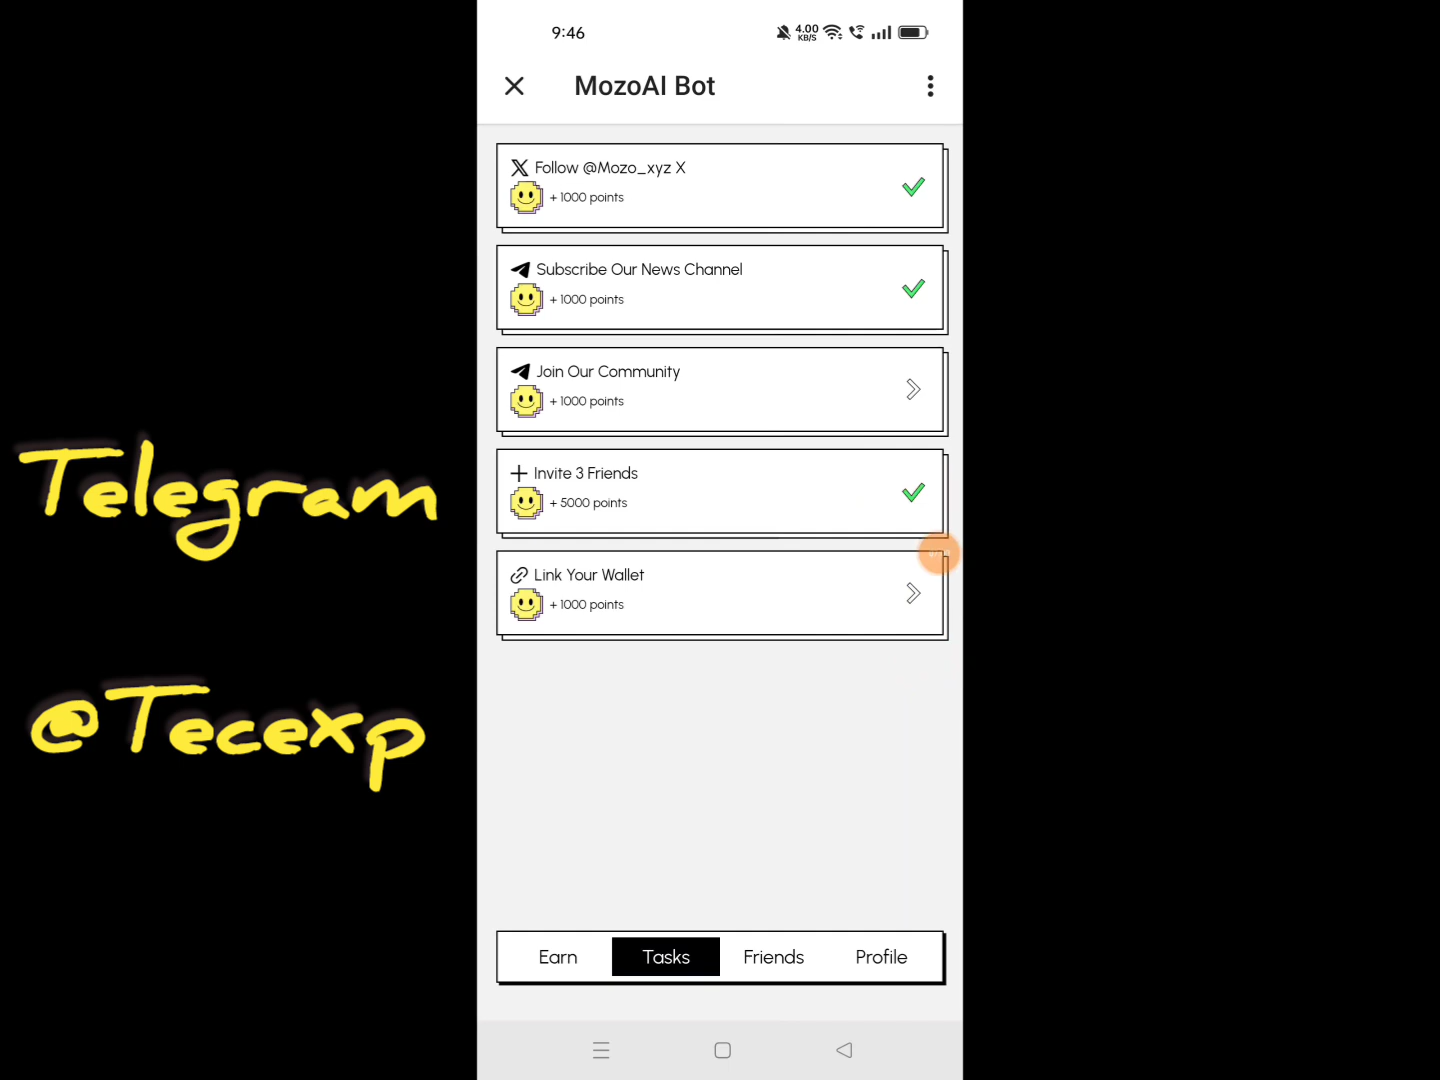 9:46
4.00
KB/S
MozoAI Bot
Follow @Mozo_xyz X
+ 1000 points
Subscribe Our News Channel
+ 1000 points
Join Our Community
+ 1000 points
Invite 3 Friends
+ 5000 points
Link Your Wallet
+ 1000 points
Earn Tasks Friends Profile
Telegram
@Tecexp